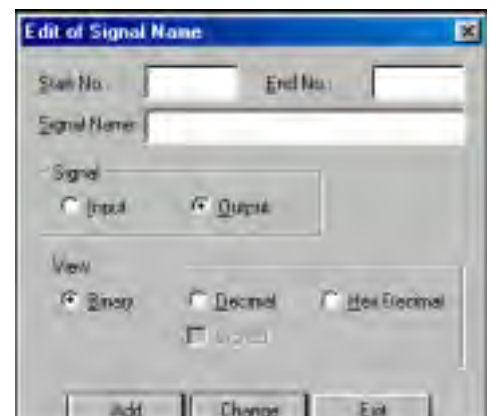 Edit of Signal Name
Start No.: End No.:
Signal Name:
Signal
Input Output
View
Binary Decimal Hex Decimal
Add Change Exit